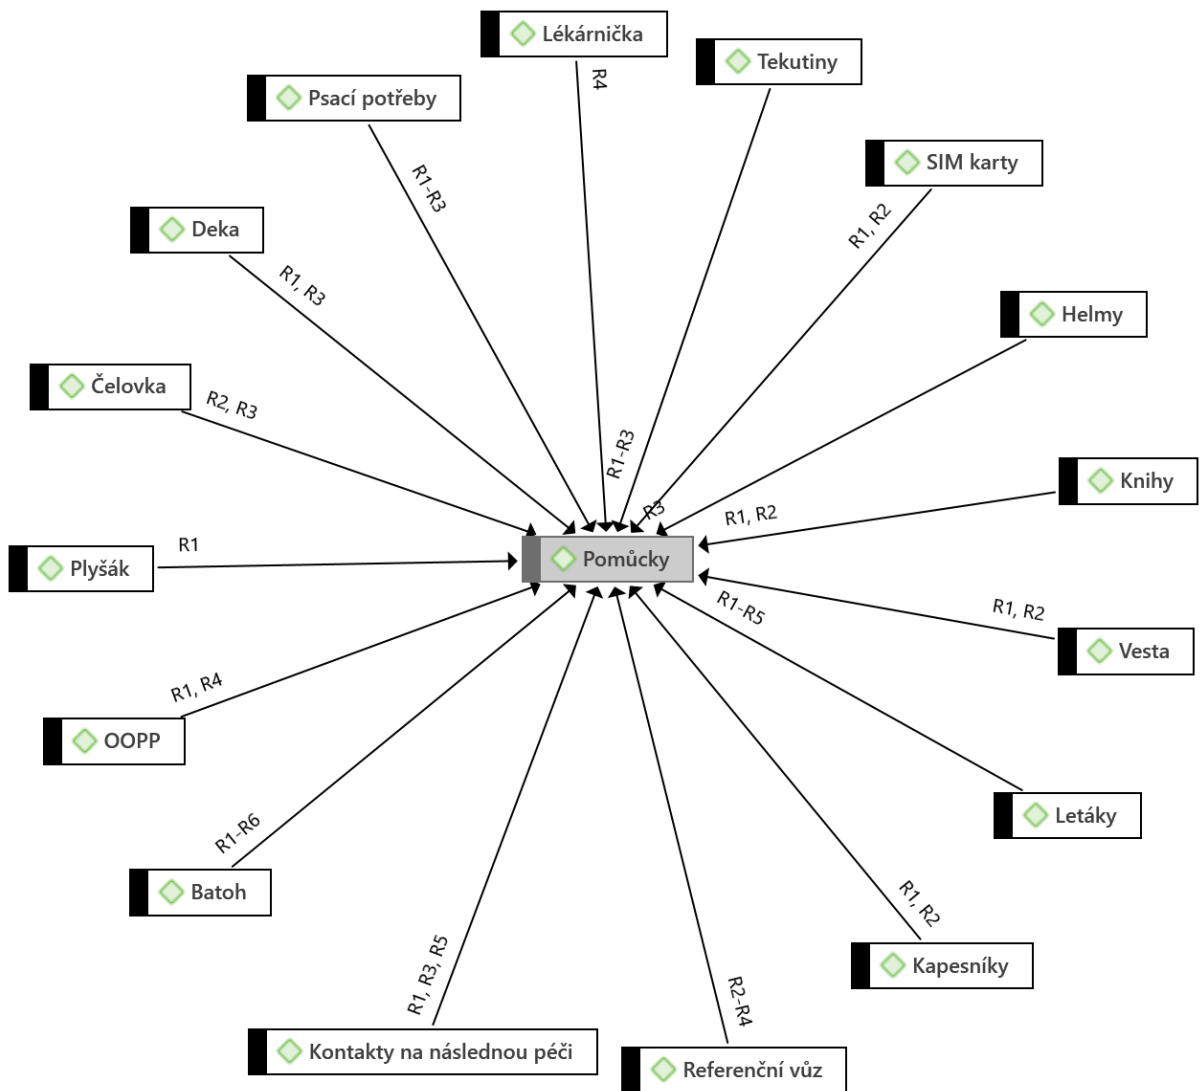 Lékárnička
R4
Tekutiny
R1-R3
Psací potřeby
R1-R3
SIM karty
R1, R2
Deka
R1, R3
Helmy
R3
Čelovka
R2, R3
Knihy
R1, R2
Pomůcky
Plyšák
R1
Vesta
R1, R2
OOPP
R1, R4
Letáky
R1-R5
Batoh
R1-R6
Kapesníky
R1, R2
Kontakty na následnou péči
R1, R3, R5
Referenční vůz
R2-R4